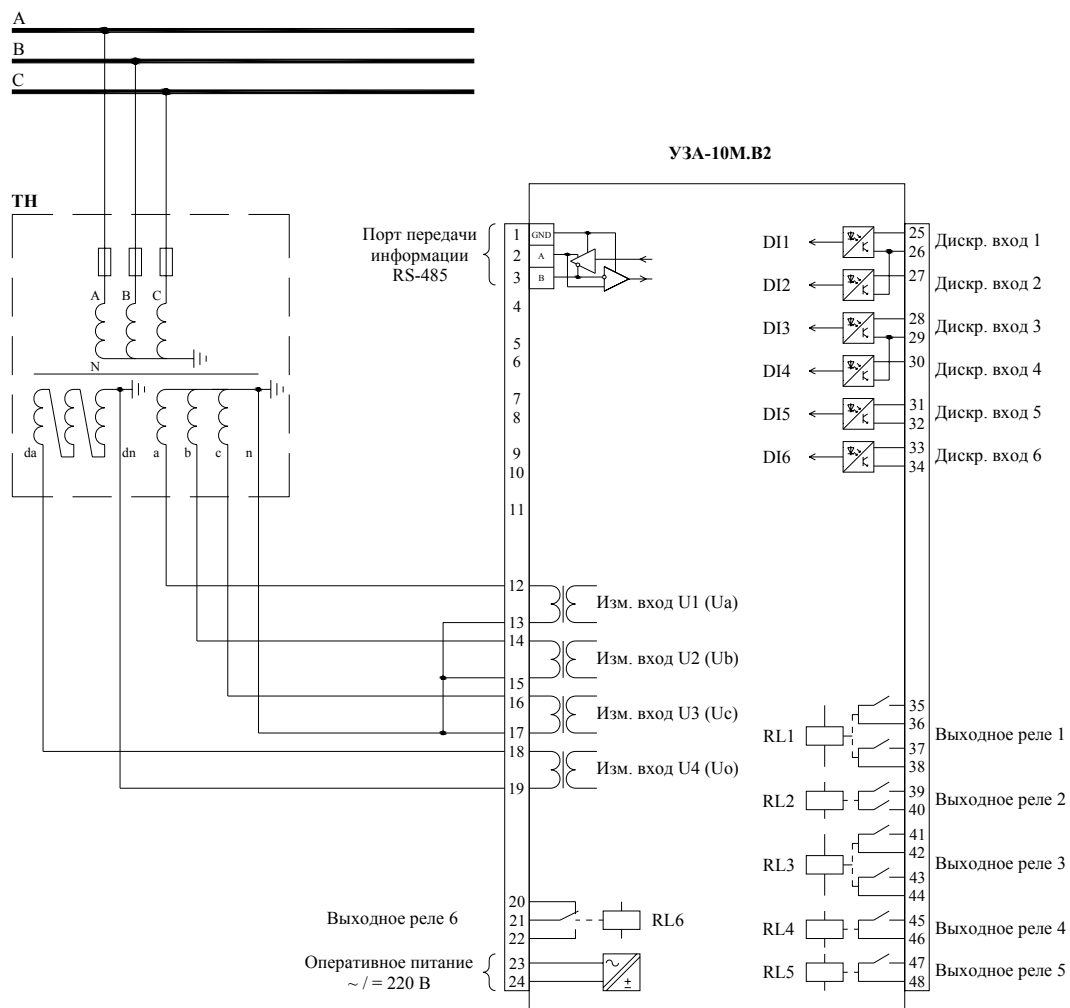 A
B
C
УЗА-10М.В2
ТН
A B C
N
da dn a b c n
Порт передачи
информации
RS-485
1 GND
2 A
3 B
4
5
6
7
8
9
10
11
12 Изм. вход U1 (Ua)
13
14 Изм. вход U2 (Ub)
15
16 Изм. вход U3 (Uc)
17
18 Изм. вход U4 (Uo)
19
Выходное реле 6
20
21 RL6
22
Оперативное питание
~ / = 220 В
23 ~
24 ±
DI1 25 Дискр. вход 1
26
DI2 27 Дискр. вход 2
DI3 28 Дискр. вход 3
29
DI4 30 Дискр. вход 4
DI5 31 Дискр. вход 5
32
DI6 33 Дискр. вход 6
34
RL1 35
36 Выходное реле 1
37
38
RL2 39 Выходное реле 2
40
RL3 41
42 Выходное реле 3
43
44
RL4 45 Выходное реле 4
46
RL5 47 Выходное реле 5
48